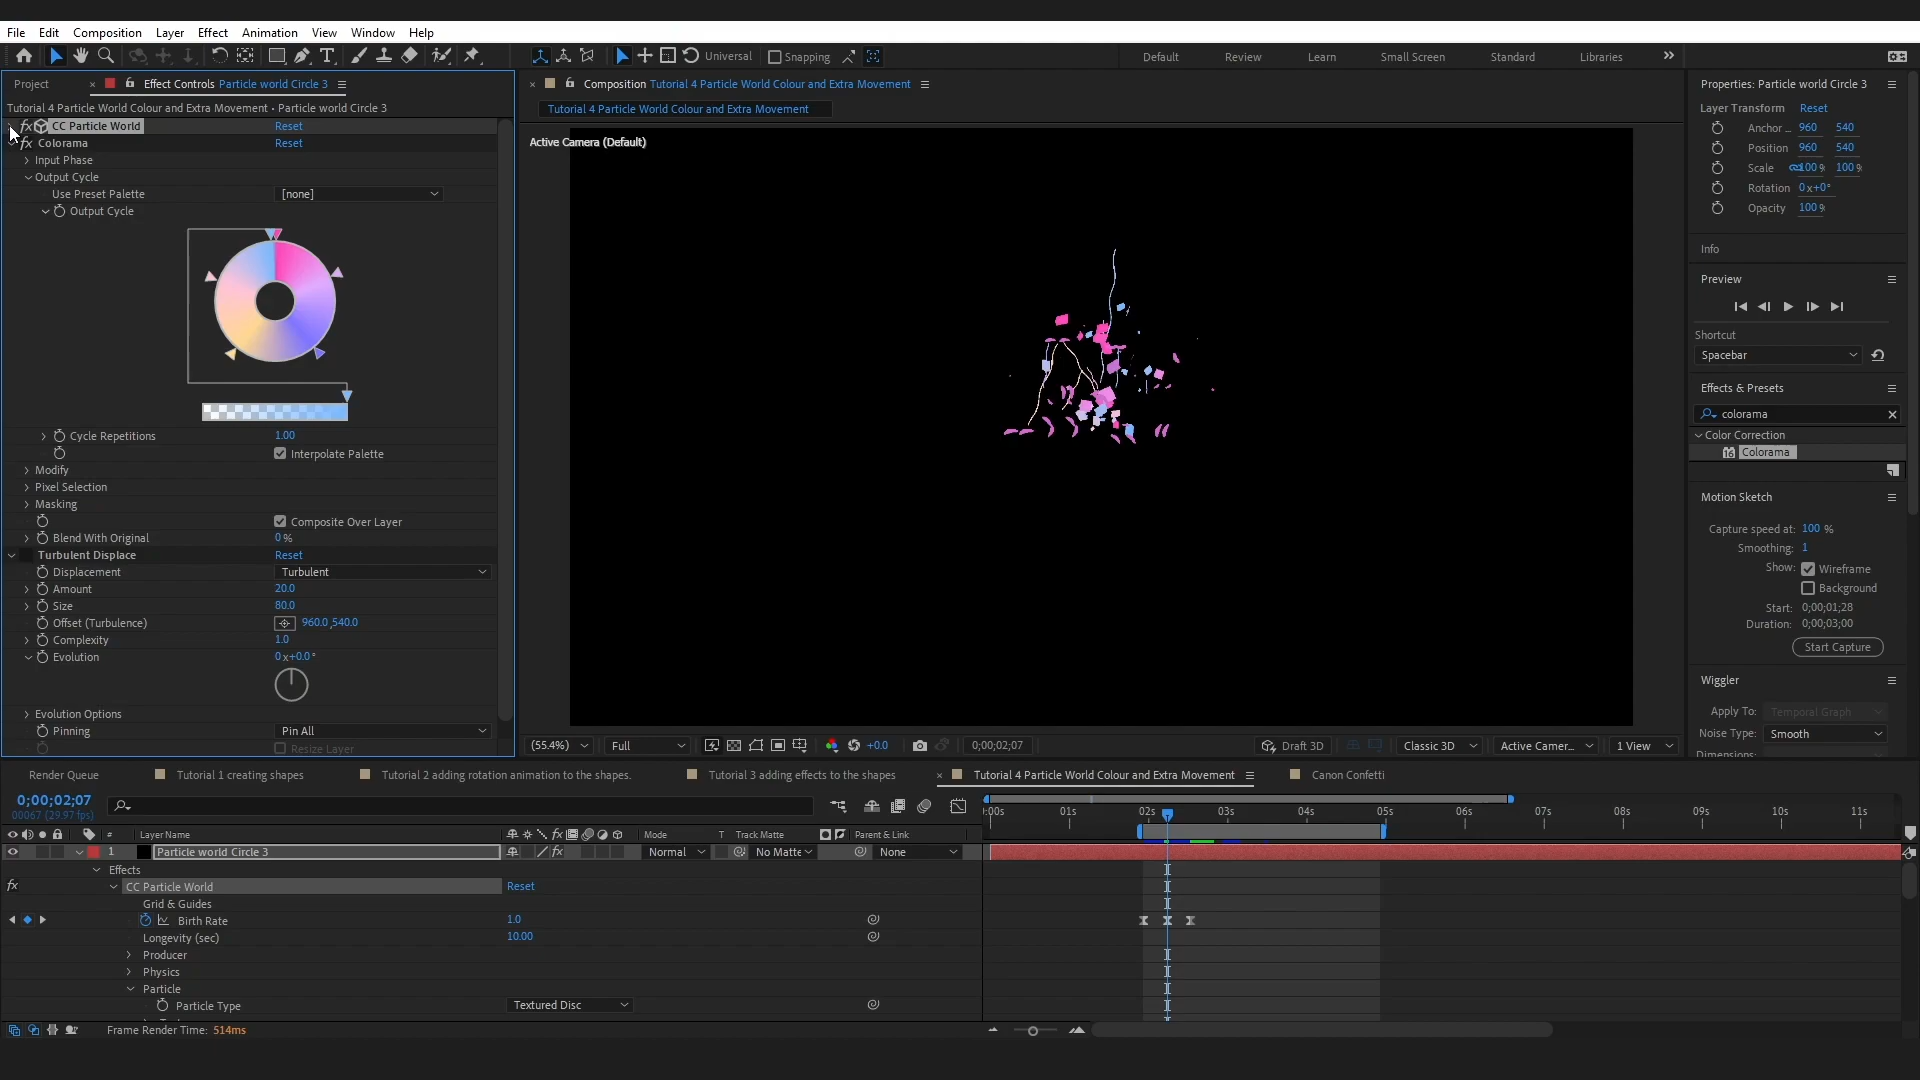 File Edit Composition Layer Effect Animation View Window Help
Universal Snapping Default Review Learn Small Screen Standard Libraries
Project Effect Controls Particle world Circle 3
Tutorial 4 Particle World Colour and Extra Movement • Particle world Circle 3
fx CC Particle World Reset
fx Colorama Reset
Input Phase
Output Cycle
Use Preset Palette [none]
Output Cycle
Cycle Repetitions 1.00
Interpolate Palette
Modify
Pixel Selection
Masking
Composite Over Layer
Blend With Original 0 %
Turbulent Displace Reset
Displacement Turbulent
Amount 20.0
Size 80.0
Offset (Turbulence) 960.0,540.0
Complexity 1.0
Evolution 0x+0.0°
Evolution Options
Pinning Pin All
Resize Layer
Composition Tutorial 4 Particle World Colour and Extra Movement
Tutorial 4 Particle World Colour and Extra Movement
Active Camera (Default)
(55.4%) Full +0.0 0;00;02;07 Draft 3D Classic 3D Active Camer... 1 View
Properties: Particle world Circle 3
Layer Transform Reset
Anchor ... 960 540
Position 960 540
Scale 100% 100%
Rotation 0x+0°
Opacity 100%
Info
Preview
Shortcut
Spacebar
Effects & Presets
colorama
Color Correction
16 Colorama
Motion Sketch
Capture speed at: 100 %
Smoothing: 1
Show: Wireframe
Background
Start: 0;00;01;28
Duration: 0;00;03;00
Start Capture
Wiggler
Apply To: Temporal Graph
Noise Type: Smooth
Dimensions:
Render Queue Tutorial 1 creating shapes Tutorial 2 adding rotation animation to the shapes. Tutorial 3 adding effects to the shapes Tutorial 4 Particle World Colour and Extra Movement Canon Confetti
0;00;02;07
00067 (29.97 fps)
:00s 01s 02s 03s 04s 05s 06s 07s 08s 09s 10s 11s
# Layer Name fx Mode T Track Matte Parent & Link
1 Particle world Circle 3 fx Normal No Matte None
Effects
fx CC Particle World Reset
Grid & Guides
Birth Rate 1.0
Longevity (sec) 10.00
Producer
Physics
Particle
Particle Type Textured Disc
Frame Render Time: 514ms